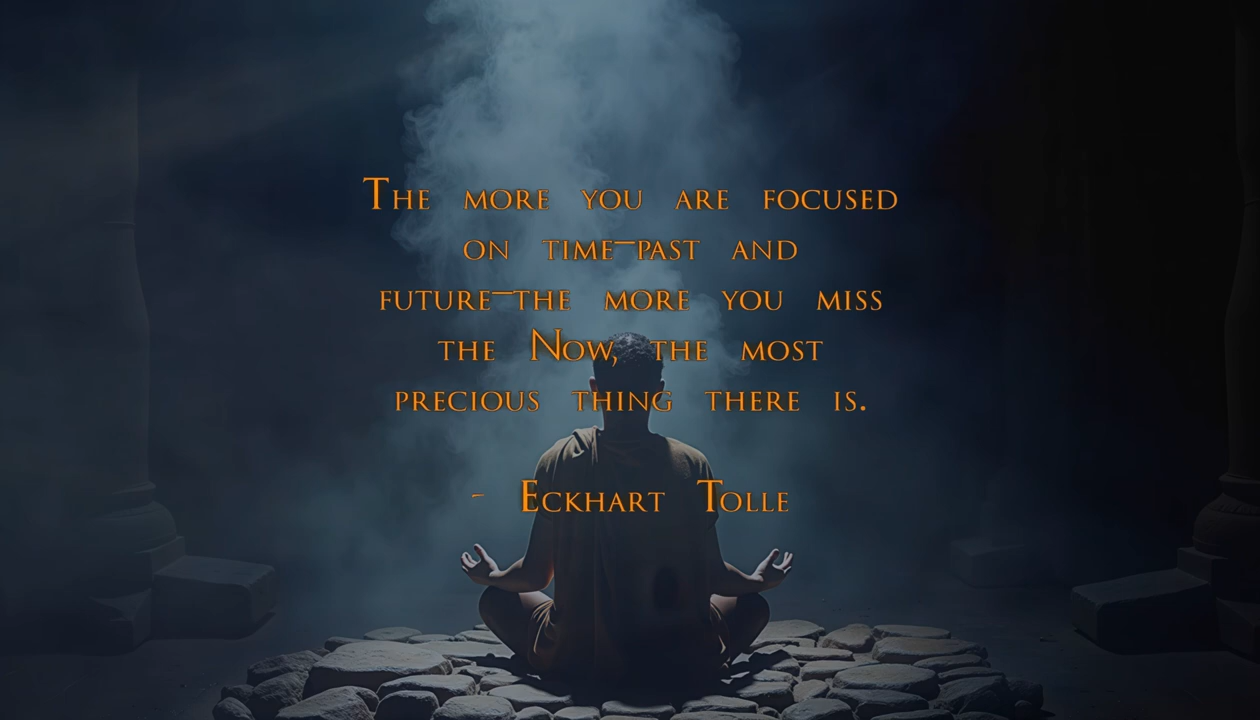 The more you are focused
on time—past and
future—the more you miss
the Now, the most
precious thing there is.
- Eckhart Tolle